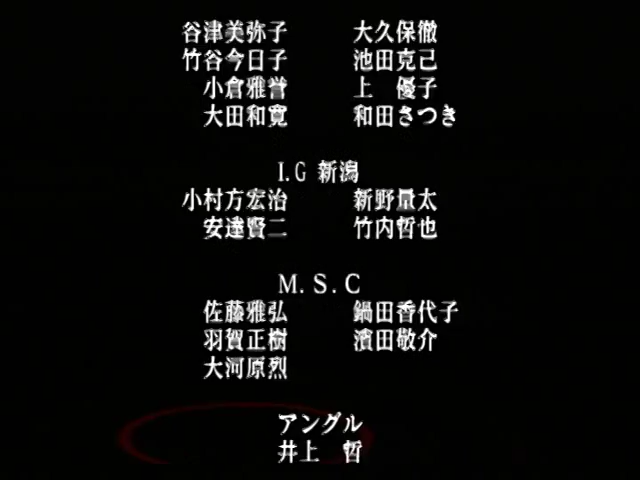 谷津美弥子 大久保徹
竹谷今日子 池田克己
小倉雅誉 上 優子
大田和寛 和田さつき
I.G 新潟
小村方宏治 新野量太
安達賢二 竹内哲也
M.S.C
佐藤雅弘 鍋田香代子
羽賀正樹 濱田敬介
大河原烈
アングル
井上 哲